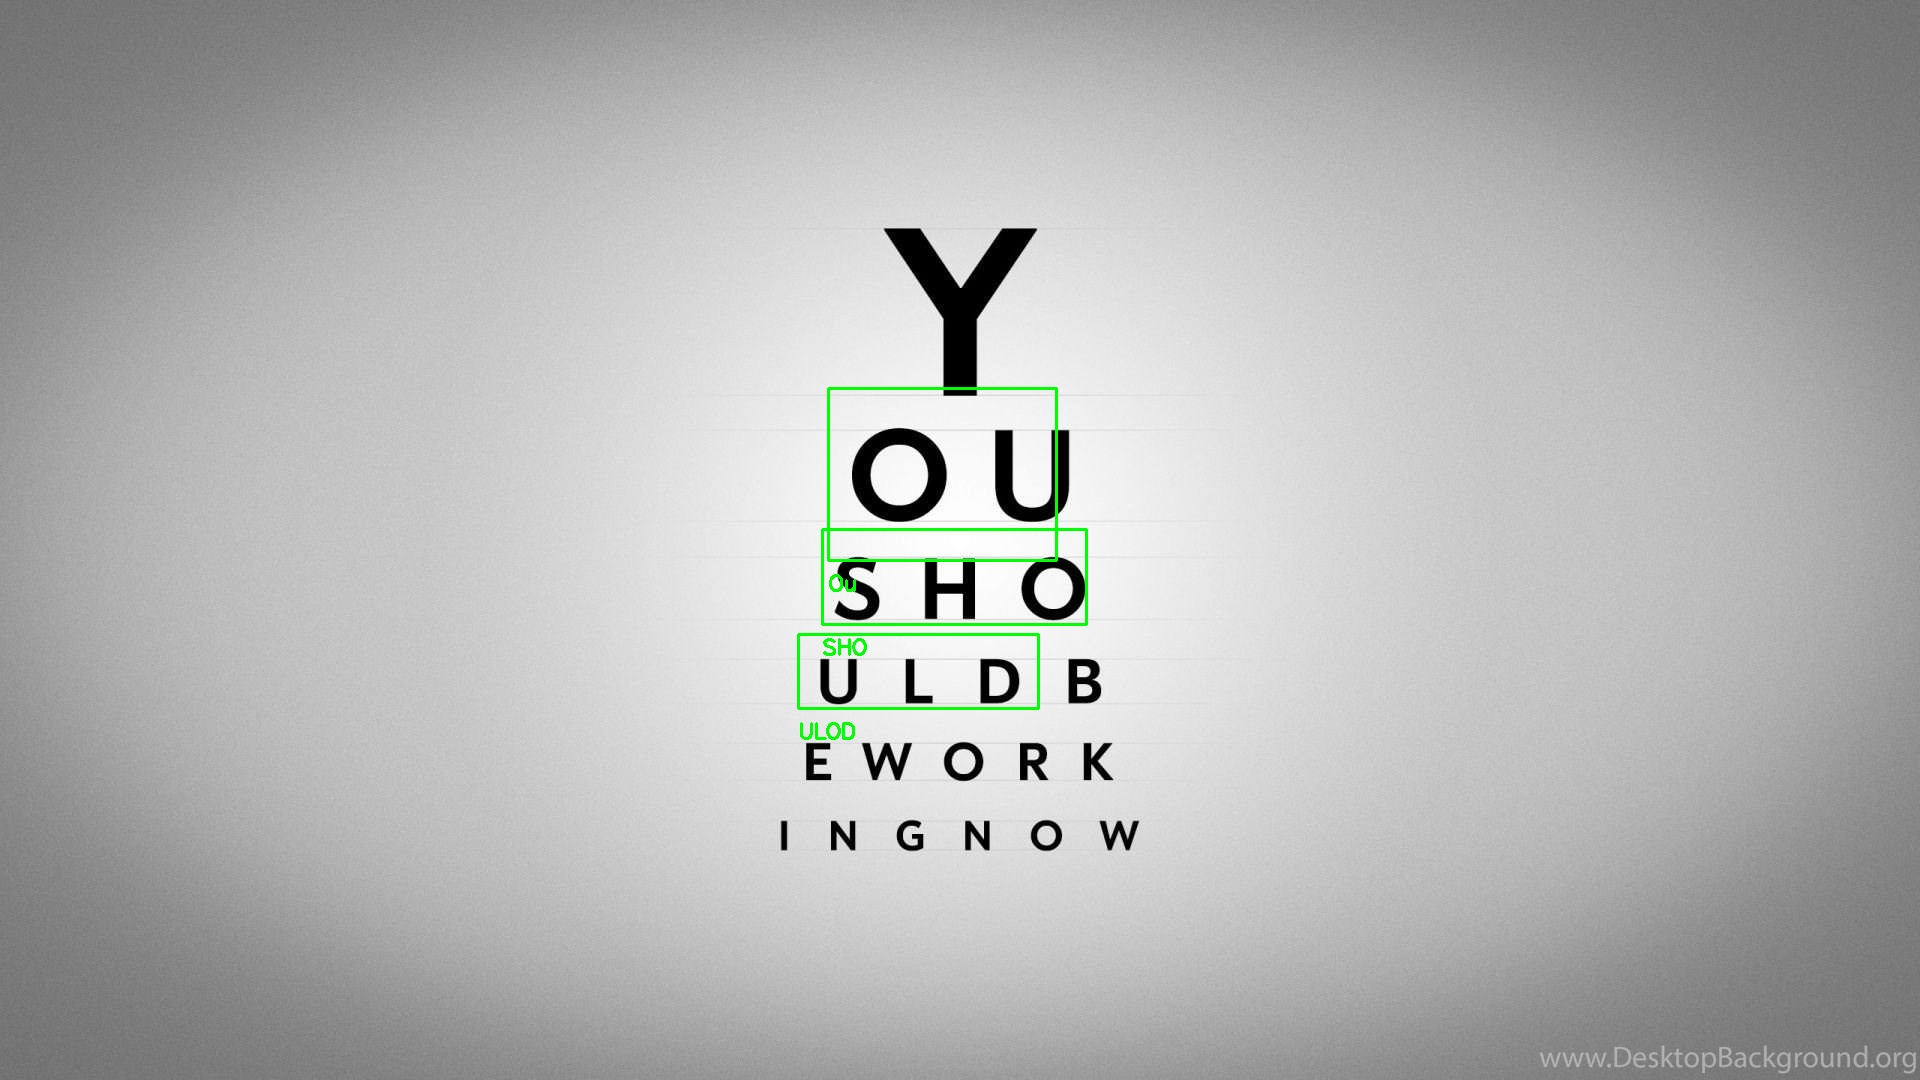 Y
O U
S H O
Ou
U L D B
SHO
E W O R K
ULOD
I N G N O W
www.DesktopBackground.org